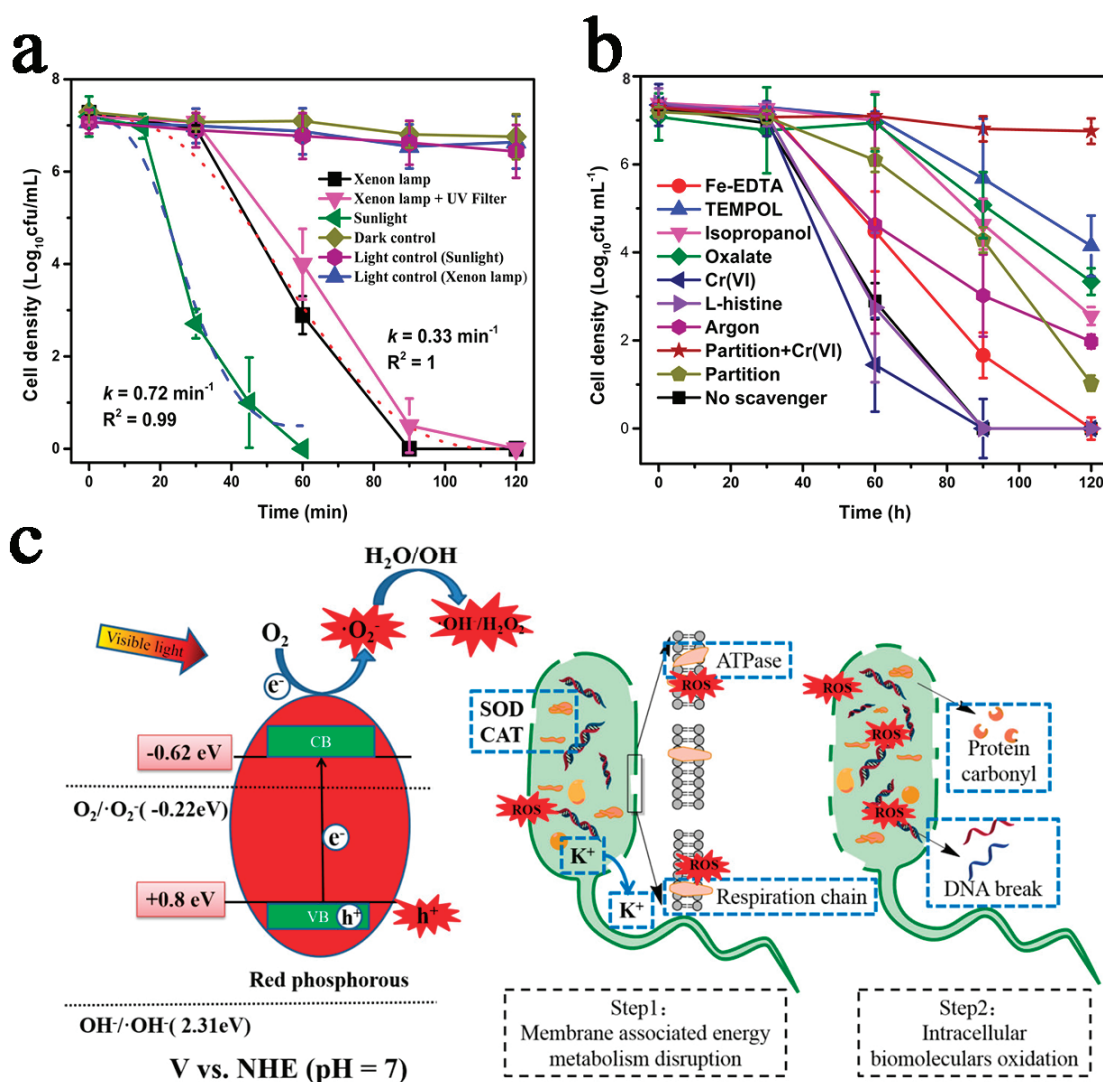 a
Cell density (Log₁₀cfu/mL)
8
6
4
2
0
Xenon lamp
Xenon lamp + UV Filter
Sunlight
Dark control
Light control (Sunlight)
Light control (Xenon lamp)
k = 0.33 min⁻¹
R² = 1
k = 0.72 min⁻¹
R² = 0.99
0 20 40 60 80 100 120
Time (min)
b
Cell density (Log₁₀cfu mL⁻¹)
8
6
4
2
0
Fe-EDTA
TEMPOL
Isopropanol
Oxalate
Cr(VI)
L-histine
Argon
Partition+Cr(VI)
Partition
No scavenger
0 20 40 60 80 100 120
Time (h)
c
H₂O/OH
Visible light
O₂
·O₂⁻
·OH⁻/H₂O₂
e⁻
CB
-0.62 eV
O₂/·O₂⁻( -0.22eV)
e⁻
+0.8 eV
VB
h⁺
h⁺
Red phosphorous
OH⁻/·OH⁻( 2.31eV)
V vs. NHE (pH = 7)
SOD
CAT
ROS
K⁺
K⁺
ATPase
ROS
ROS
Respiration chain
Step1:
Membrane associated energy
metabolism disruption
ROS
ROS
ROS
Protein
carbonyl
DNA break
Step2:
Intracellular
biomoleculars oxidation